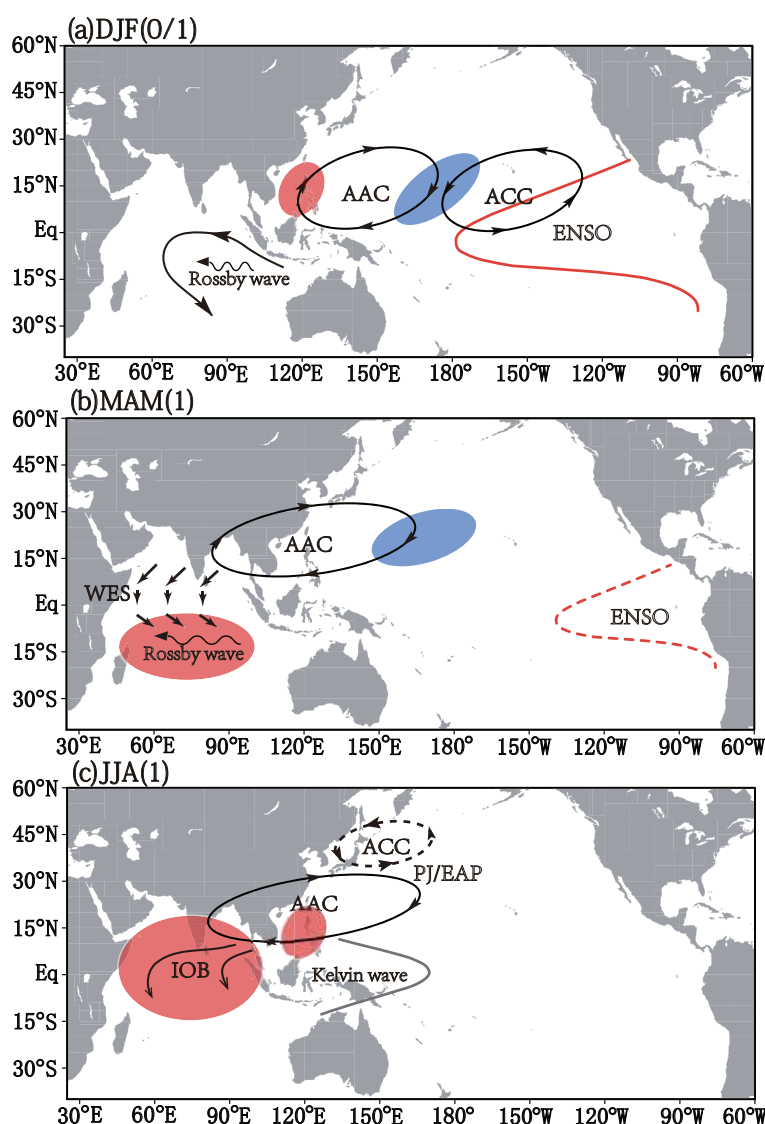 (a)DJF(0/1)
60°N
45°N
30°N
15°N
Eq
15°S
30°S
AAC
ACC
ENSO
Rossby wave
30°E 60°E 90°E 120°E 150°E 180° 150°W 120°W 90°W 60°W
(b)MAM(1)
60°N
45°N
30°N
15°N
Eq
15°S
30°S
AAC
WES
ENSO
Rossby wave
30°E 60°E 90°E 120°E 150°E 180° 150°W 120°W 90°W 60°W
(c)JJA(1)
60°N
45°N
30°N
15°N
Eq
15°S
30°S
ACC
PJ/EAP
AAC
IOB
Kelvin wave
30°E 60°E 90°E 120°E 150°E 180° 150°W 120°W 90°W 60°W